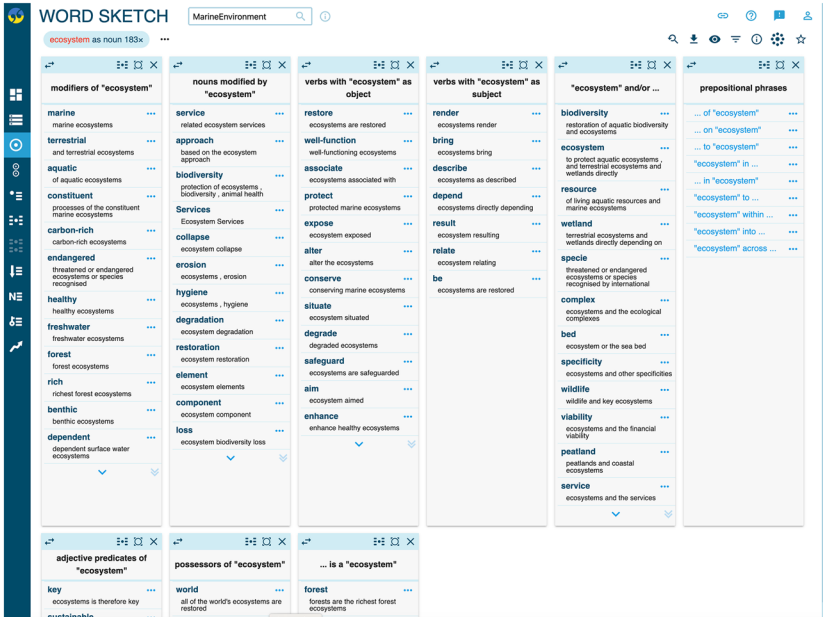 WORD SKETCH
MarineEnvironment
ecosystem as noun 183×
modifiers of "ecosystem"
marine
marine ecosystems
terrestrial
and terrestrial ecosystems
aquatic
of aquatic ecosystems
constituent
processes of the constituent
marine ecosystems
carbon-rich
carbon-rich ecosystems
endangered
threatened or endangered
ecosystems or species
recognised
healthy
healthy ecosystems
freshwater
freshwater ecosystems
forest
forest ecosystems
rich
richest forest ecosystems
benthic
benthic ecosystems
dependent
dependent surface water
ecosystems
nouns modified by
"ecosystem"
service
related ecosystem services
approach
based on the ecosystem
approach
biodiversity
protection of ecosystems ,
biodiversity , animal health
Services
Ecosystem Services
collapse
ecosystem collapse
erosion
ecosystems , erosion
hygiene
ecosystems , hygiene
degradation
ecosystem degradation
restoration
ecosystem restoration
element
ecosystem elements
component
ecosystem component
loss
ecosystem biodiversity loss
verbs with "ecosystem" as
object
restore
ecosystems are restored
well-function
well-functioning ecosystems
associate
ecosystems associated with
protect
protected marine ecosystems
expose
ecosystem exposed
alter
alter the ecosystems
conserve
conserving marine ecosystems
situate
ecosystem situated
degrade
degraded ecosystems
safeguard
ecosystems are safeguarded
aim
ecosystem aimed
enhance
enhance healthy ecosystems
verbs with "ecosystem" as
subject
render
ecosystems render
bring
ecosystems bring
describe
ecosystems as described
depend
ecosystems directly depending
result
ecosystem resulting
relate
ecosystem relating
be
ecosystems are restored
"ecosystem" and/or ...
biodiversity
restoration of aquatic biodiversity
and ecosystems
ecosystem
to protect aquatic ecosystems ,
and terrestrial ecosystems and
wetlands directly
resource
of living aquatic resources and
marine ecosystems
wetland
terrestrial ecosystems and
wetlands directly depending on
specie
threatened or endangered
ecosystems or species
recognised by international
complex
ecosystems and the ecological
complexes
bed
ecosystem or the sea bed
specificity
ecosystems and other specificities
wildlife
wildlife and key ecosystems
viability
ecosystems and the financial
viability
peatland
peatlands and coastal
ecosystems
service
ecosystems and the services
prepositional phrases
... of "ecosystem"
... on "ecosystem"
... to "ecosystem"
"ecosystem" in ...
... in "ecosystem"
"ecosystem" to ...
"ecosystem" within ...
"ecosystem" into ...
"ecosystem" across ...
adjective predicates of
"ecosystem"
key
ecosystems is therefore key
sustainable
possessors of "ecosystem"
world
all of the world's ecosystems are
restored
... is a "ecosystem"
forest
forests are the richest forest
ecosystems